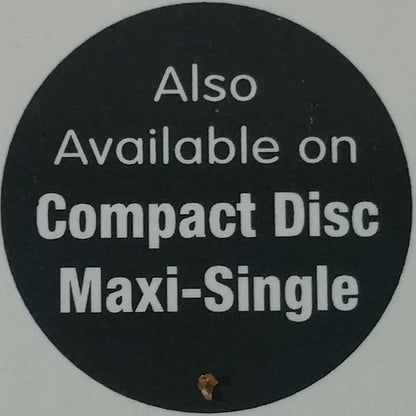 Also
Available on
Compact Disc
Maxi-Single